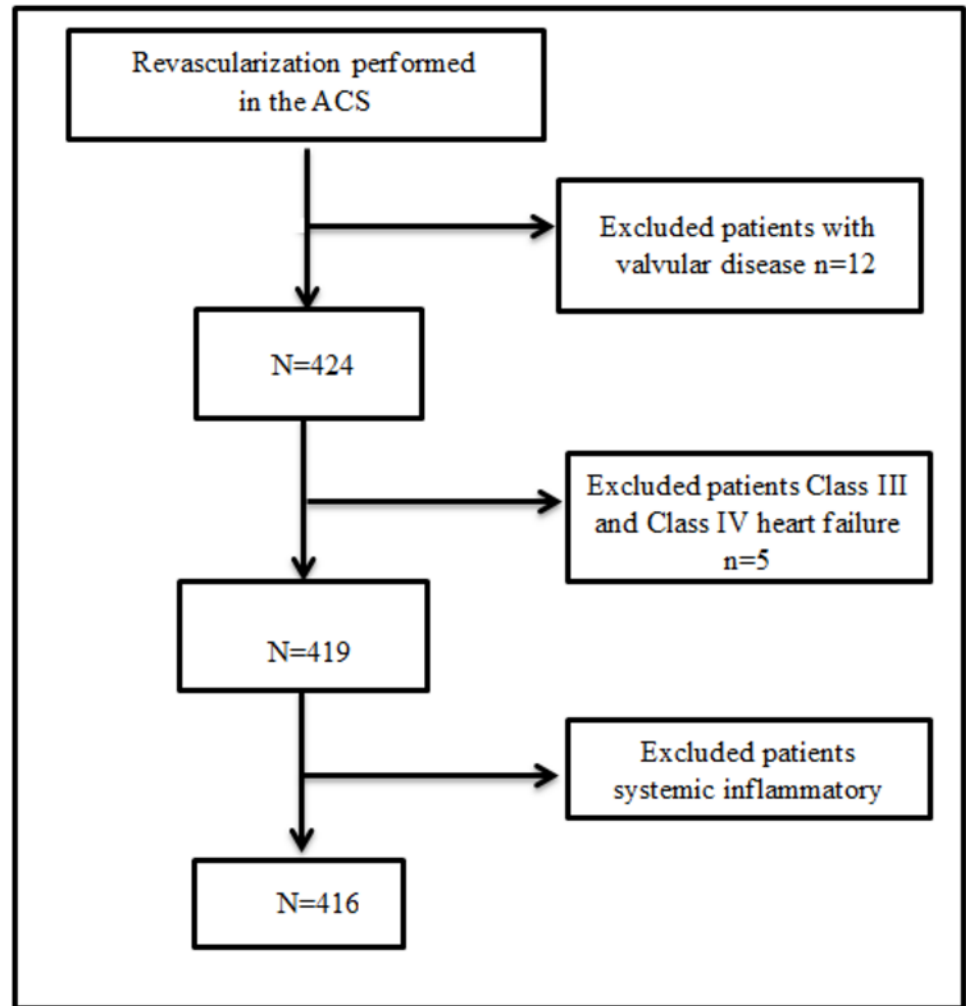 Revascularization performed
in the ACS
Excluded patients with
valvular disease n=12
N=424
Excluded patients Class III
and Class IV heart failure
n=5
N=419
Excluded patients
systemic inflammatory
N=416